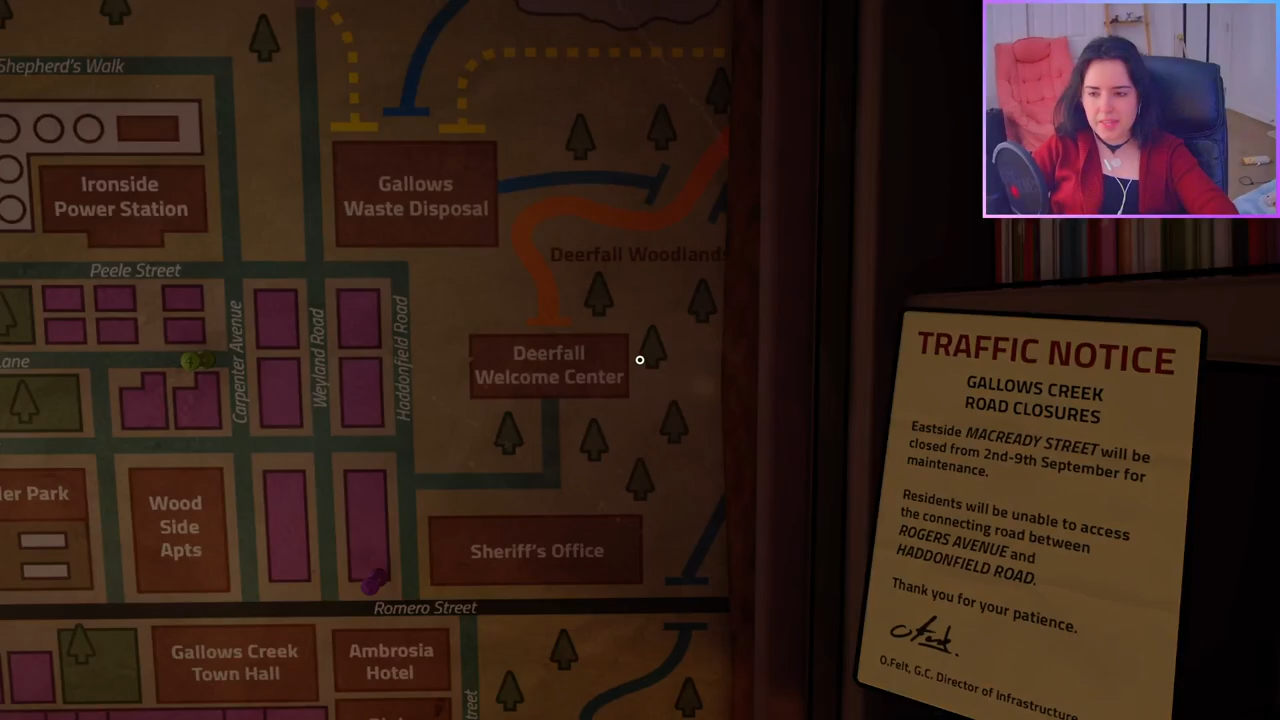 Shepherd's Walk
Ironside
Power Station
Gallows
Waste Disposal
Deerfall Woodlands
Peele Street
Carpenter Avenue
Weyland Road
Haddonfield Road
Lane
Deerfall
Welcome Center
er Park
Wood
Side
Apts
Sheriff's Office
Romero Street
Gallows Creek
Town Hall
Ambrosia
Hotel
treet
TRAFFIC NOTICE
GALLOWS CREEK
ROAD CLOSURES
Eastside MACREADY STREET will be
closed from 2nd-9th September for
maintenance.
Residents will be unable to access
the connecting road between
ROGERS AVENUE and
HADDONFIELD ROAD.
Thank you for your patience.
O.Felt, G.C. Director of Infrastructure